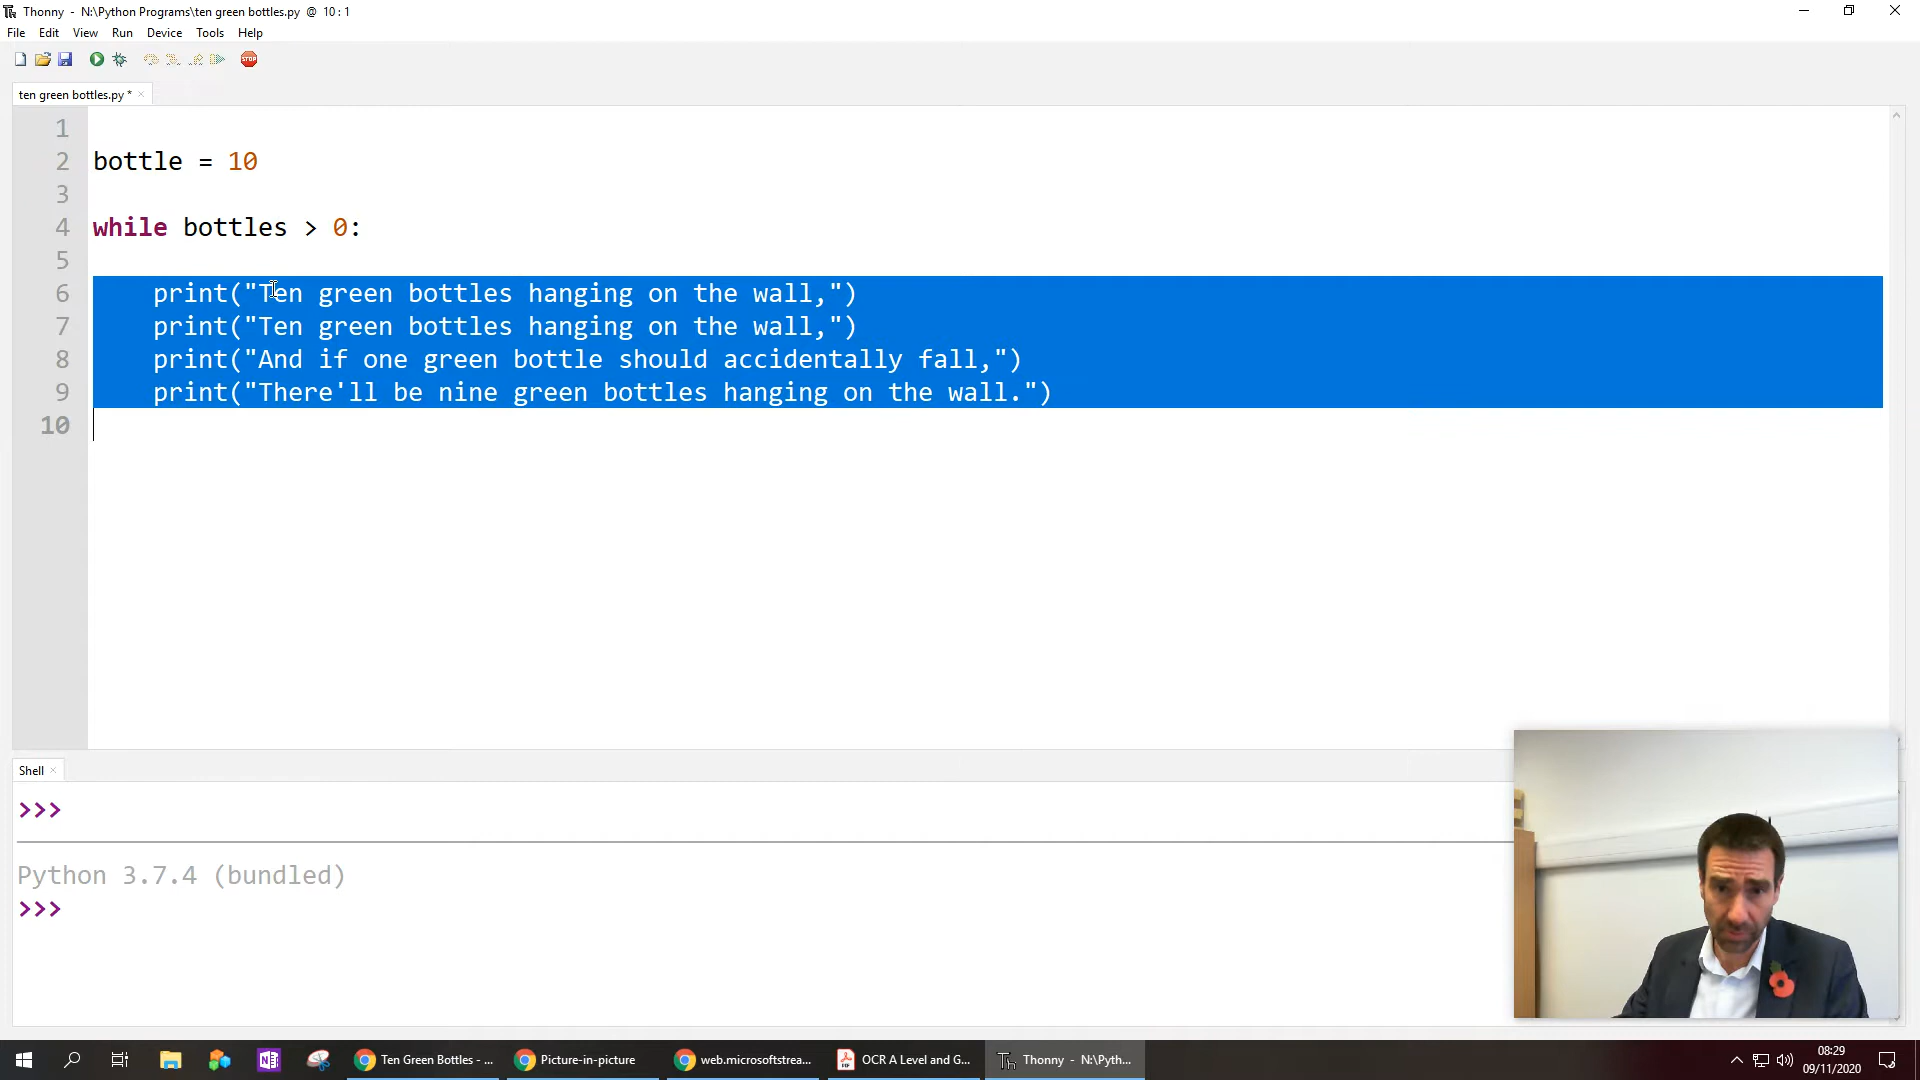 Thonny - N:\Python Programs\ten green bottles.py @ 10:1
File Edit View Run Device Tools Help
STOP
ten green bottles.py *
1
2 bottle = 10
3
4 while bottles > 0:
5
6 print("Ten green bottles hanging on the wall,")
7 print("Ten green bottles hanging on the wall,")
8 print("And if one green bottle should accidentally fall,")
9 print("There'll be nine green bottles hanging on the wall.")
10
Shell
>>>
Python 3.7.4 (bundled)
>>>
Ten Green Bottles - ... Picture-in-picture web.microsoftstrea... OCR A Level and G... Thonny - N:\Pyth... 08:29
09/11/2020